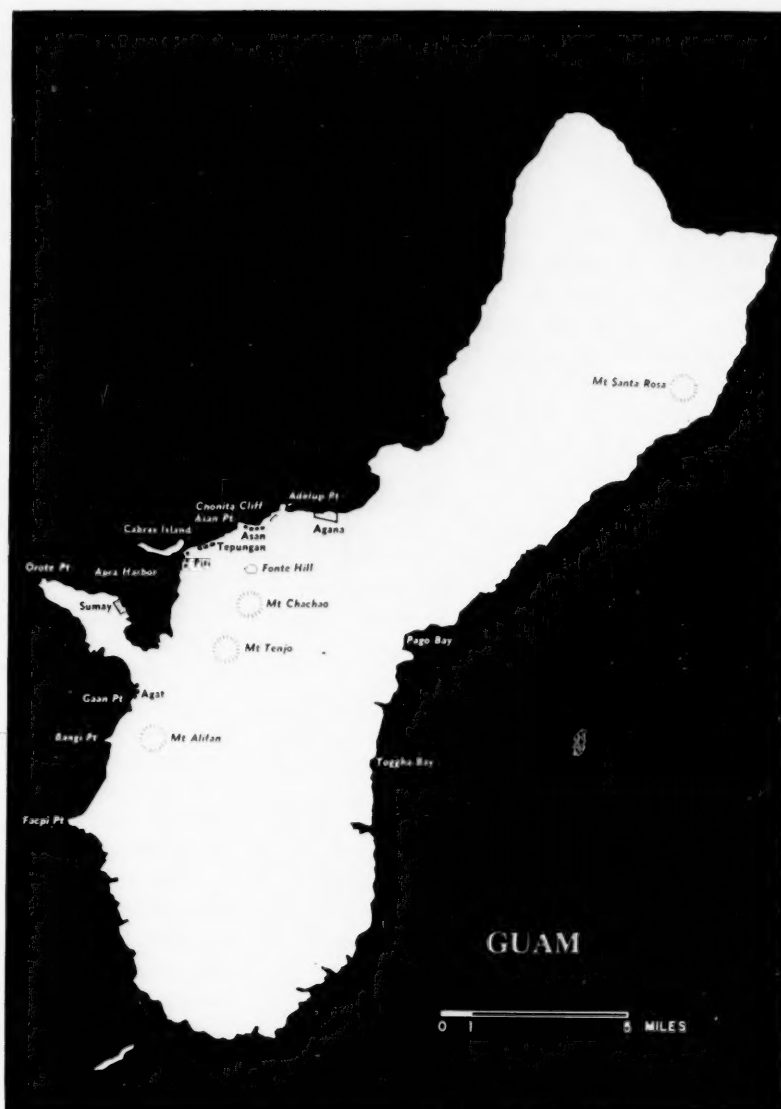 Mt Santa Rosa
Adelup Pt
Chonita Cliff
Asan Pt
Agana
Cabras Island
Asan
Tepungan
Piti
Fonte Hill
Orote Pt
Apra Harbor
Sumay
Mt Chachao
Mt Tenjo
Pago Bay
Agat
Gaan Pt
Bangi Pt
Mt Alifan
Togcha Bay
Facpi Pt
GUAM
0 1 5 MILES